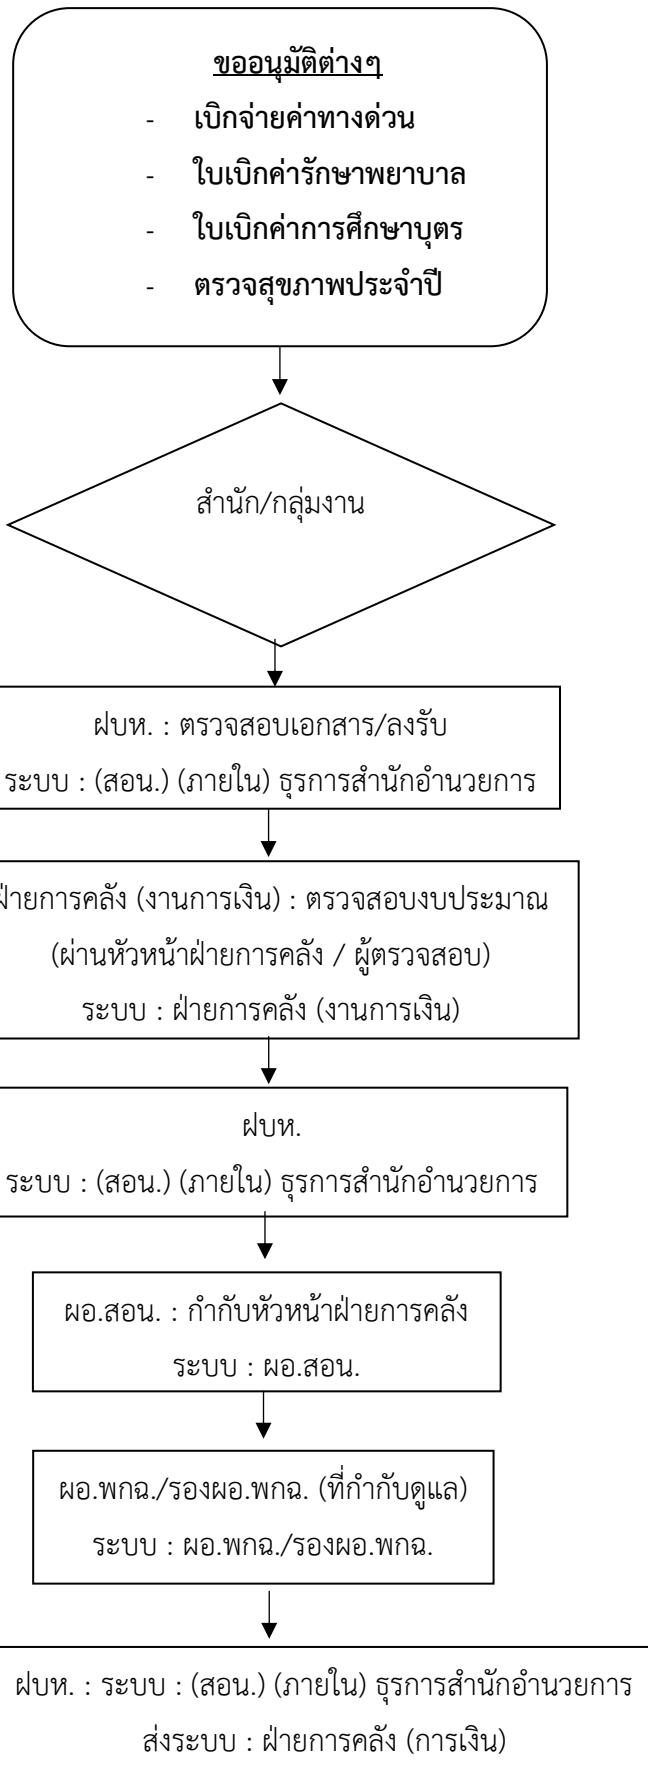 ขออนุมัติต่างๆ
- เบิกจ่ายค่าทางด่วน
- ใบเบิกค่ารักษาพยาบาล
- ใบเบิกค่าการศึกษาบุตร
- ตรวจสุขภาพประจำปี
สำนัก/กลุ่มงาน
ฝบห. : ตรวจสอบเอกสาร/ลงรับ
ระบบ : (สอน.) (ภายใน) ธุรการสำนักอำนวยการ
ฝ่ายการคลัง (งานการเงิน) : ตรวจสอบงบประมาณ
(ผ่านหัวหน้าฝ่ายการคลัง / ผู้ตรวจสอบ)
ระบบ : ฝ่ายการคลัง (งานการเงิน)
ฝบห.
ระบบ : (สอน.) (ภายใน) ธุรการสำนักอำนวยการ
ผอ.สอน. : กำกับหัวหน้าฝ่ายการคลัง
ระบบ : ผอ.สอน.
ผอ.พกฉ./รองผอ.พกฉ. (ที่กำกับดูแล)
ระบบ : ผอ.พกฉ./รองผอ.พกฉ.
ฝบห. : ระบบ : (สอน.) (ภายใน) ธุรการสำนักอำนวยการ
ส่งระบบ : ฝ่ายการคลัง (การเงิน)